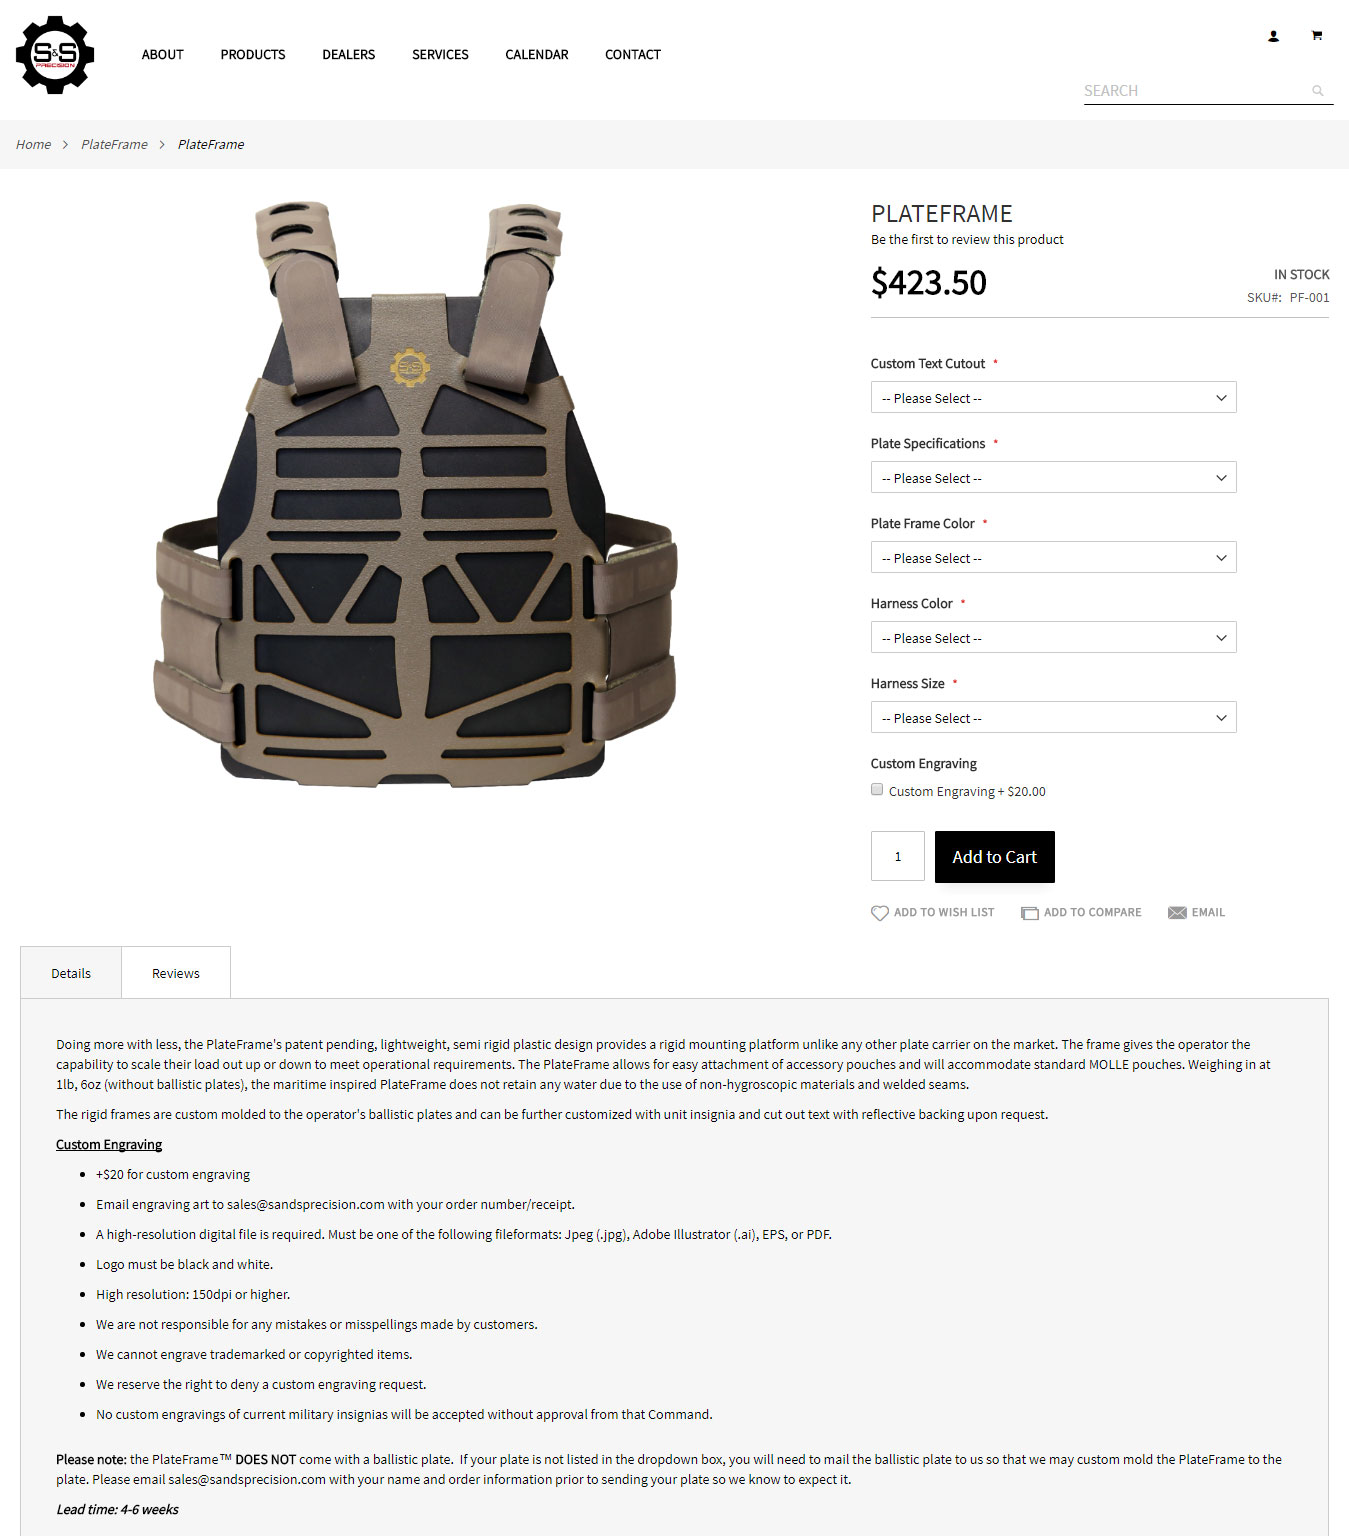 S&S
PRECISION
ABOUT PRODUCTS DEALERS SERVICES CALENDAR CONTACT
SEARCH
Home > PlateFrame > PlateFrame
PLATEFRAME
Be the first to review this product
$423.50
IN STOCK
SKU#: PF-001
Custom Text Cutout *
-- Please Select --
Plate Specifications *
-- Please Select --
Plate Frame Color *
-- Please Select --
Harness Color *
-- Please Select --
Harness Size *
-- Please Select --
Custom Engraving
Custom Engraving + $20.00
1 Add to Cart
ADD TO WISH LIST ADD TO COMPARE EMAIL
Details Reviews
Doing more with less, the PlateFrame's patent pending, lightweight, semi rigid plastic design provides a rigid mounting platform unlike any other plate carrier on the market. The frame gives the operator the
capability to scale their load out up or down to meet operational requirements. The PlateFrame allows for easy attachment of accessory pouches and will accommodate standard MOLLE pouches. Weighing in at
1lb, 6oz (without ballistic plates), the maritime inspired PlateFrame does not retain any water due to the use of non-hygroscopic materials and welded seams.
The rigid frames are custom molded to the operator's ballistic plates and can be further customized with unit insignia and cut out text with reflective backing upon request.
Custom Engraving
• +$20 for custom engraving
• Email engraving art to sales@sandsprecision.com with your order number/receipt.
• A high-resolution digital file is required. Must be one of the following fileformats: Jpeg (.jpg), Adobe Illustrator (.ai), EPS, or PDF.
• Logo must be black and white.
• High resolution: 150dpi or higher.
• We are not responsible for any mistakes or misspellings made by customers.
• We cannot engrave trademarked or copyrighted items.
• We reserve the right to deny a custom engraving request.
• No custom engravings of current military insignias will be accepted without approval from that Command.
Please note: the PlateFrame™ DOES NOT come with a ballistic plate. If your plate is not listed in the dropdown box, you will need to mail the ballistic plate to us so that we may custom mold the PlateFrame to the
plate. Please email sales@sandsprecision.com with your name and order information prior to sending your plate so we know to expect it.
Lead time: 4-6 weeks